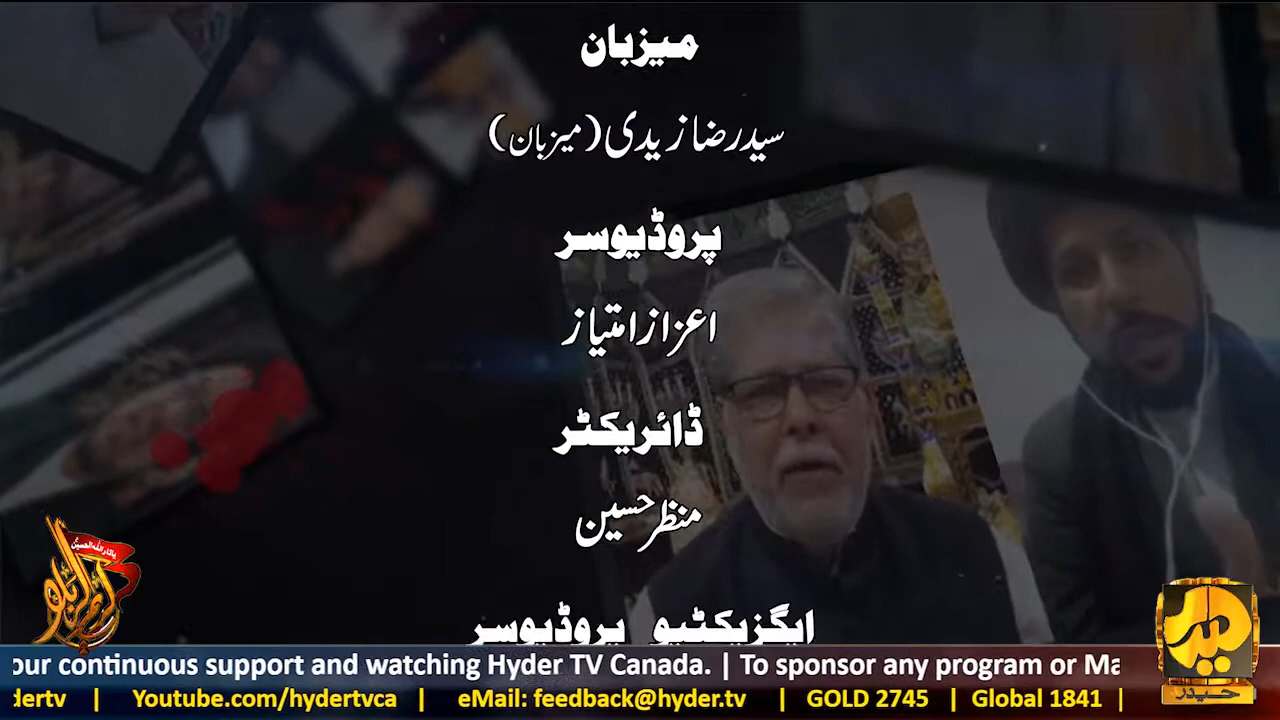 میزبان
سید رضا زیدی (میزبان)
پروڈیوسر
اعزاز امتیاز
ڈائریکٹر
منظر حسین
ایگزیکٹیو پروڈیوسر
our continuous support and watching Hyder TV Canada. | To sponsor any program or Ma
dertv | Youtube.com/hydertvca | eMail: feedback@hyder.tv | GOLD 2745 | Global 1841 |
حیدر